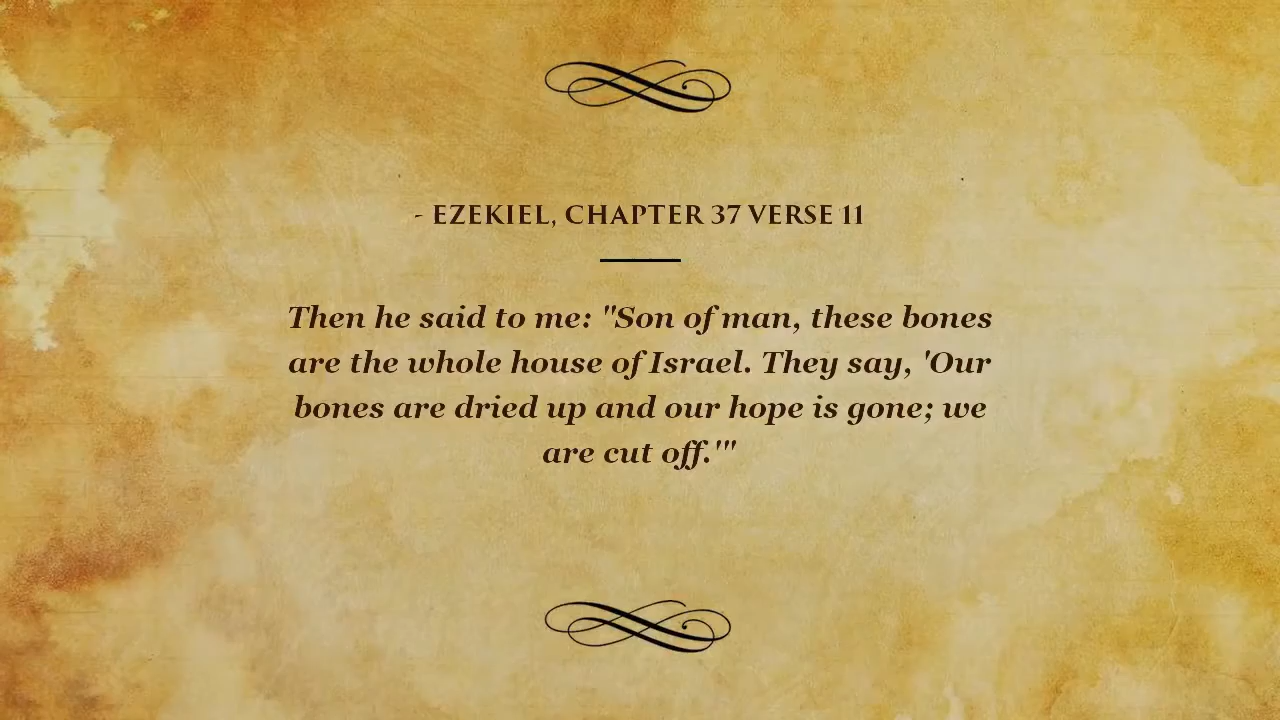 - EZEKIEL, CHAPTER 37 VERSE 11
Then he said to me: "Son of man, these bones
are the whole house of Israel. They say, 'Our
bones are dried up and our hope is gone; we
are cut off.'"